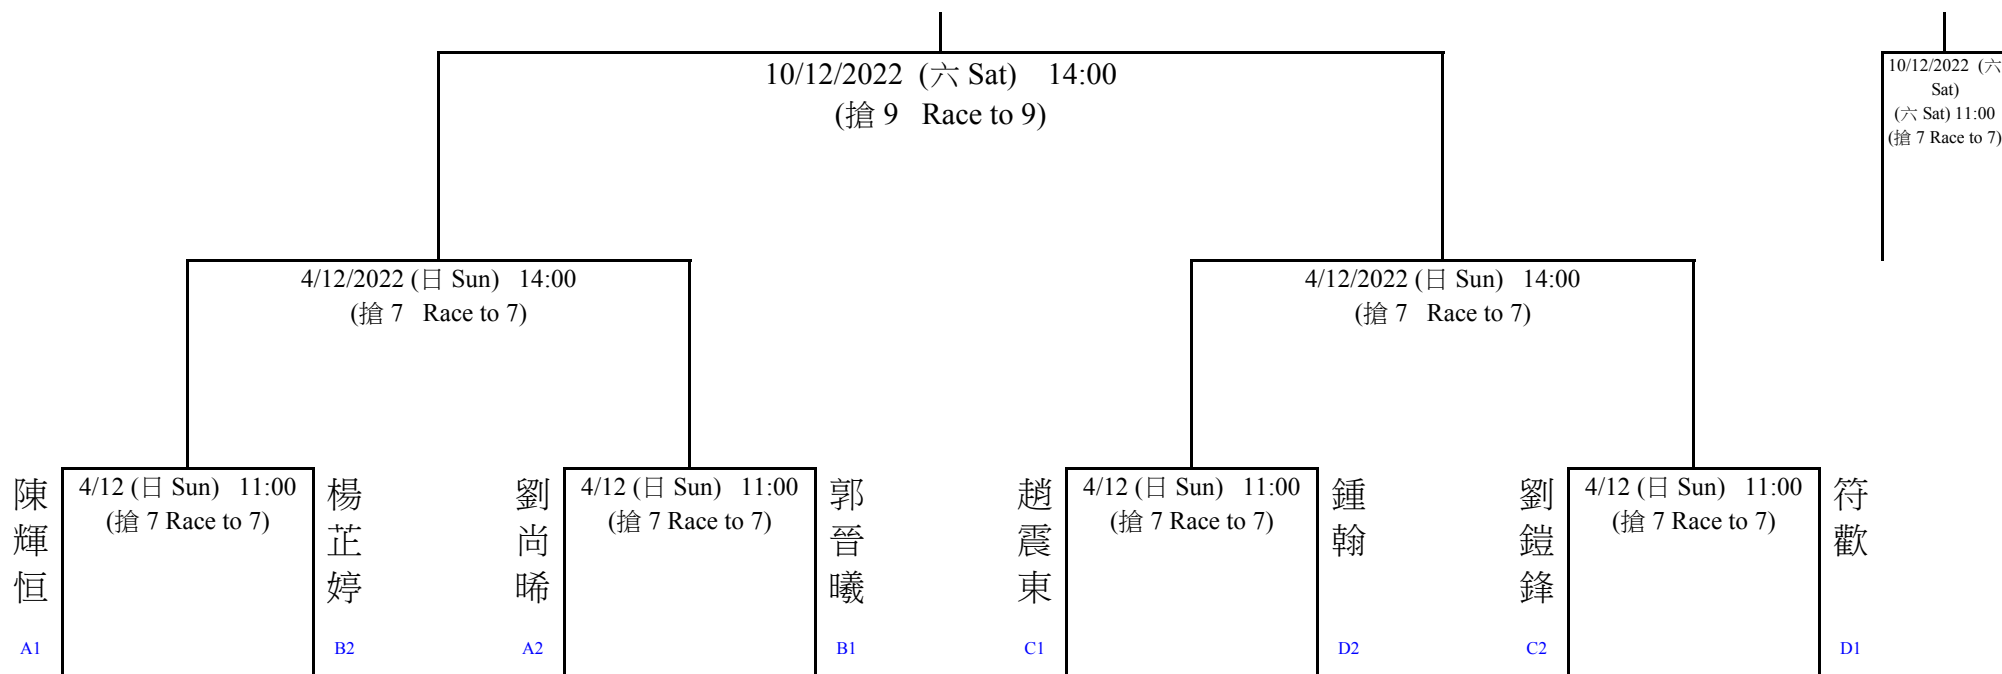 10/12/2022 (六 Sat) 14:00
(搶 9 Race to 9)
10/12/2022 (六
Sat)
(六 Sat) 11:00
(搶 7 Race to 7)
4/12/2022 (日 Sun) 14:00
(搶 7 Race to 7)
4/12/2022 (日 Sun) 14:00
(搶 7 Race to 7)
陳輝恒
4/12 (日 Sun) 11:00
(搶 7 Race to 7)
楊芷婷
劉尚晞
4/12 (日 Sun) 11:00
(搶 7 Race to 7)
郭晉曦
趙震東
4/12 (日 Sun) 11:00
(搶 7 Race to 7)
鍾翰
劉鎧鋒
4/12 (日 Sun) 11:00
(搶 7 Race to 7)
符歡
A1
B2
A2
B1
C1
D2
C2
D1